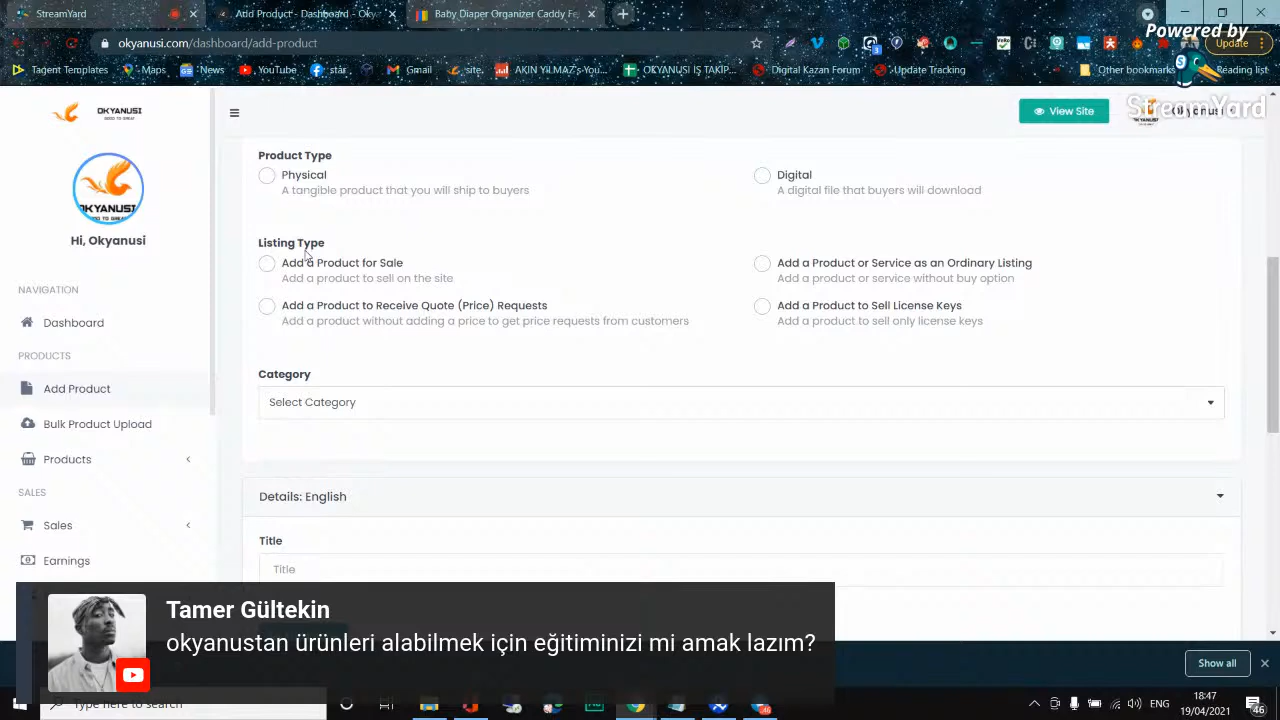 StreamYard
Atid Product - Dashboard - Oky
Baby Diaper Organizer Caddy Fe
Powered by
StreamYard
okyanusi.com/dashboard/add-product
Update
Tagent Templates
Maps
News
YouTube
star
Gmail
site.
AKIN YILMAZ's-You...
OKYANUSİ İŞ TAKİP...
Digital Kazan Forum
Update Tracking
Other bookmarks
Reading list
OKYANUSI
View Site
OKYANUSI
Hi, Okyanusi
NAVIGATION
Dashboard
PRODUCTS
Add Product
Bulk Product Upload
Products
SALES
Sales
Earnings
Product Type
Physical
A tangible product that you will ship to buyers
Digital
A digital file that buyers will download
Listing Type
Add a Product for Sale
Add a product to sell on the site
Add a Product or Service as an Ordinary Listing
Add a product or service without buy option
Add a Product to Receive Quote (Price) Requests
Add a product without adding a price to get price requests from customers
Add a Product to Sell License Keys
Add a product to sell only license keys
Category
Select Category
Details: English
Title
Title
Tamer Gültekin
okyanustan ürünleri alabilmek için eğitiminizi mi amak lazım?
Show all
Type here to search
18:47
19/04/2021
46